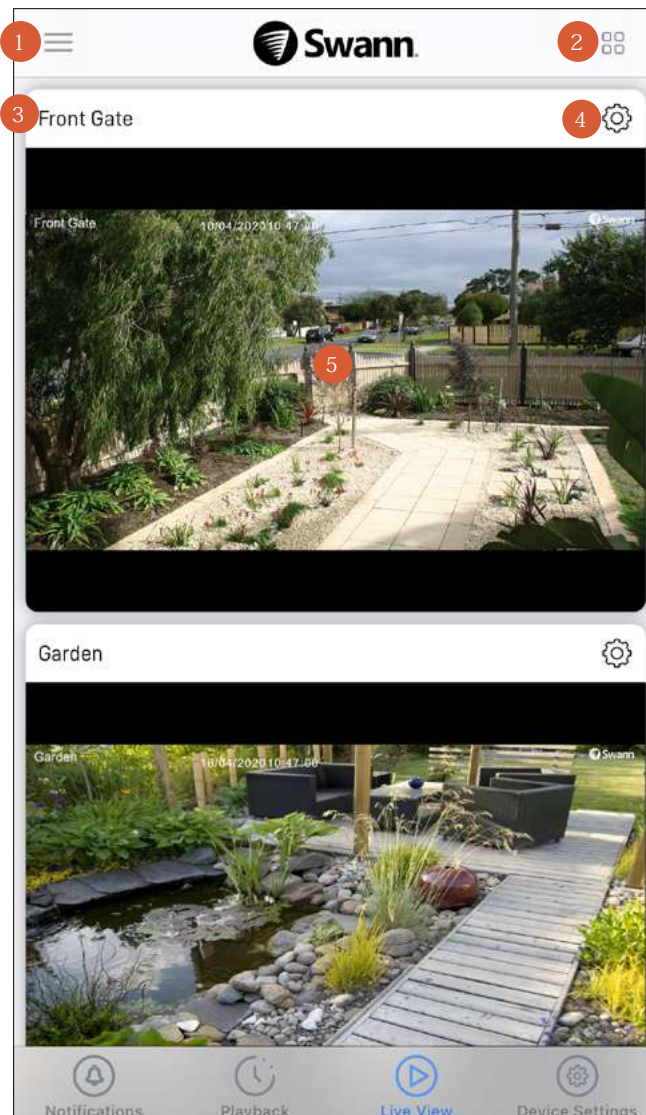 1
Swann
2
3
Front Gate
4
Front Gate
Swann
5
Garden
Garden
Swann
Notifications
Playback
Live View
Device Settings